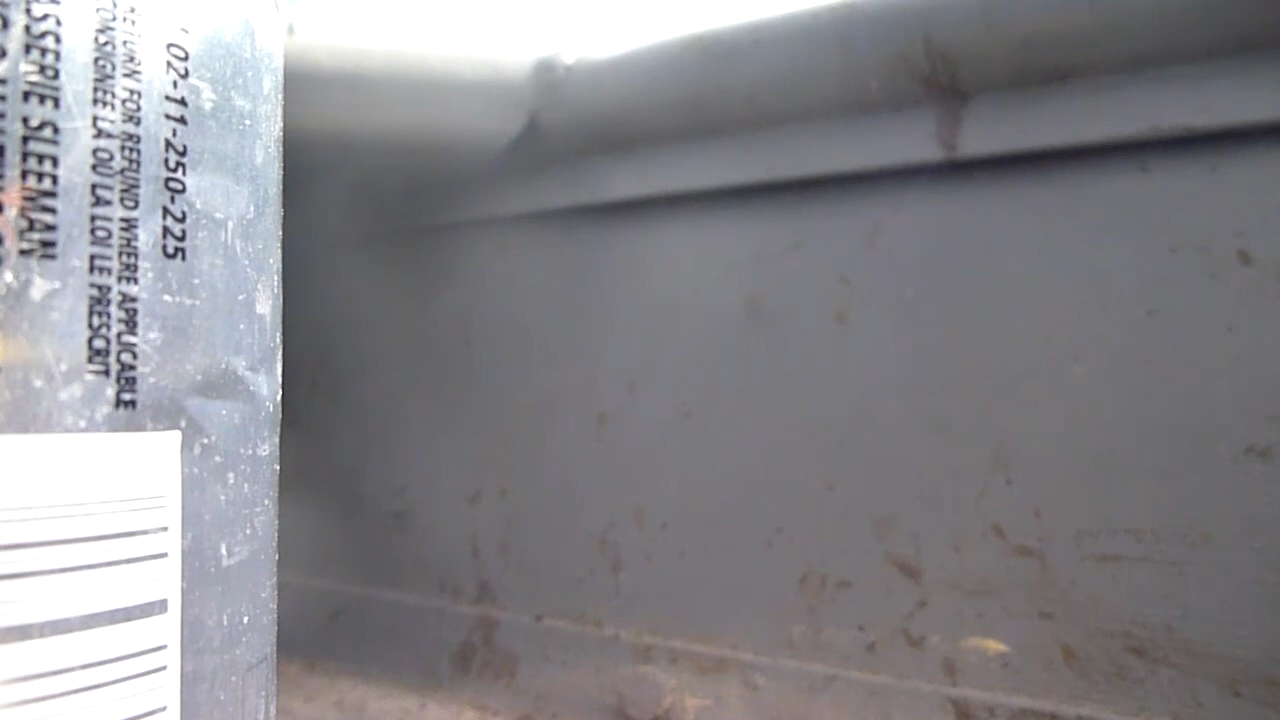 02-11-250-225
RETURN FOR REFUND WHERE APPLICABLE
CONSIGNÉE LÀ OÙ LA LOI LE PRESCRIT
SLEEMAN